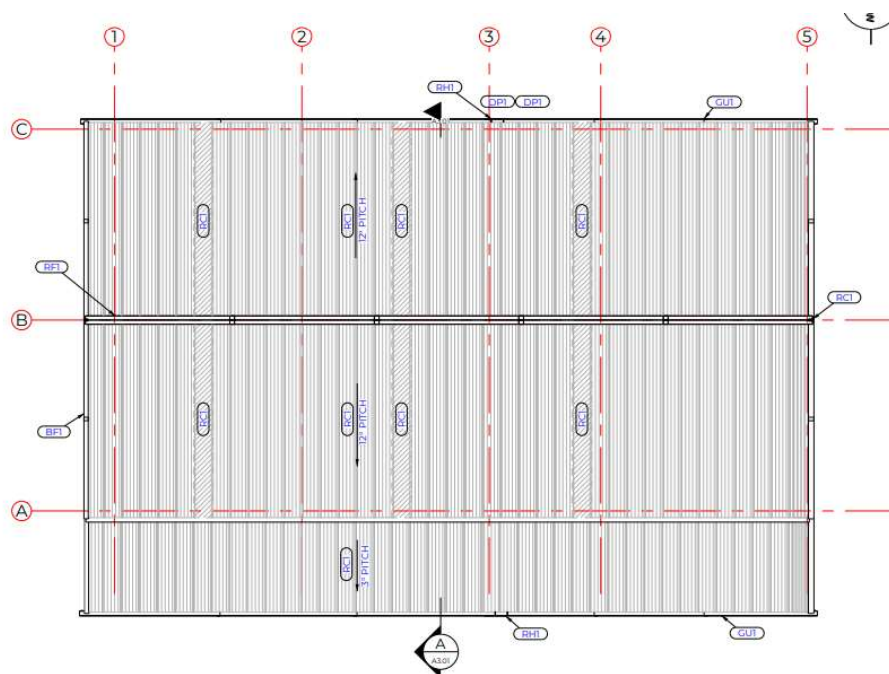 1 2 3 4 5
RH1
DP1 DP1
GU1
C
RC1 RC1 RC1 RC1
12° PITCH
RF1
B
RC1
RC1 RC1 RC1 RC1
12° PITCH
BF1
A
RC1
3° PITCH
RH1
GU1
A
A3.01